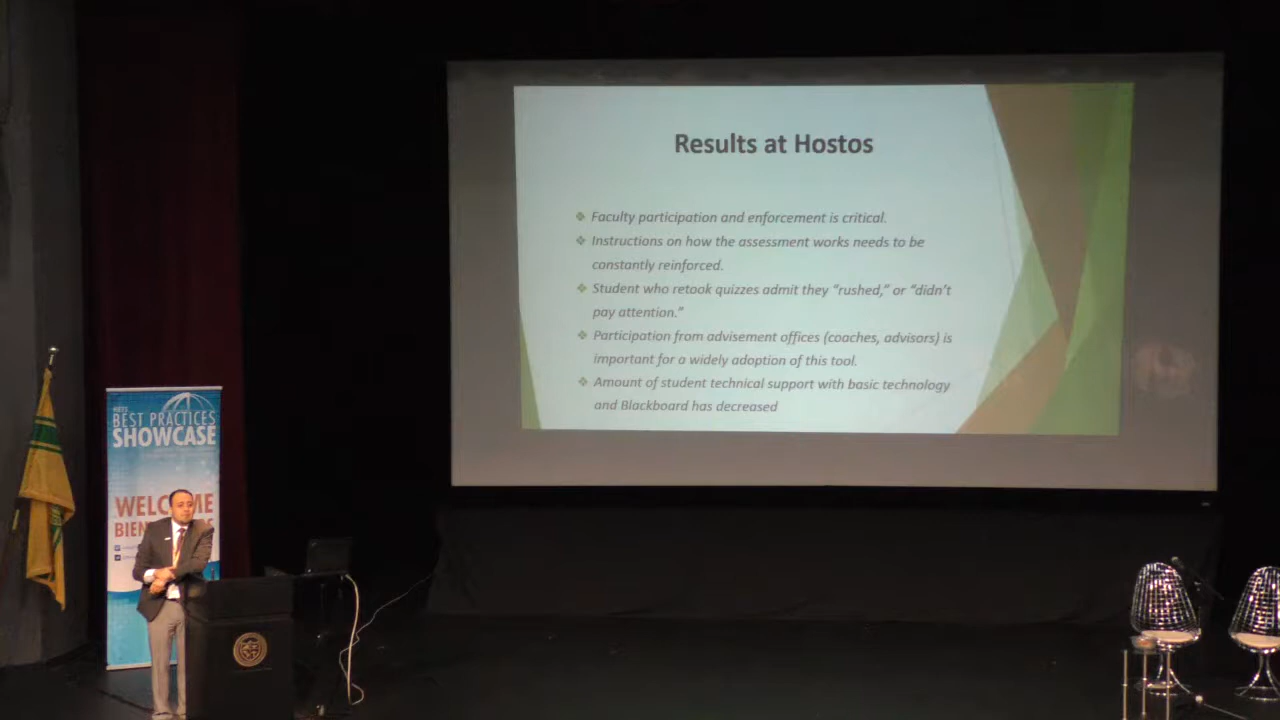 Results at Hostos
Faculty participation and enforcement is critical.
Instructions on how the assessment works needs to be
constantly reinforced.
Student who retook quizzes admit they “rushed,” or “didn’t
pay attention.”
Participation from advisement offices (coaches, advisors) is
important for a widely adoption of this tool.
Amount of student technical support with basic technology
and Blackboard has decreased
BEST PRACTICES
SHOWCASE
WELCOME